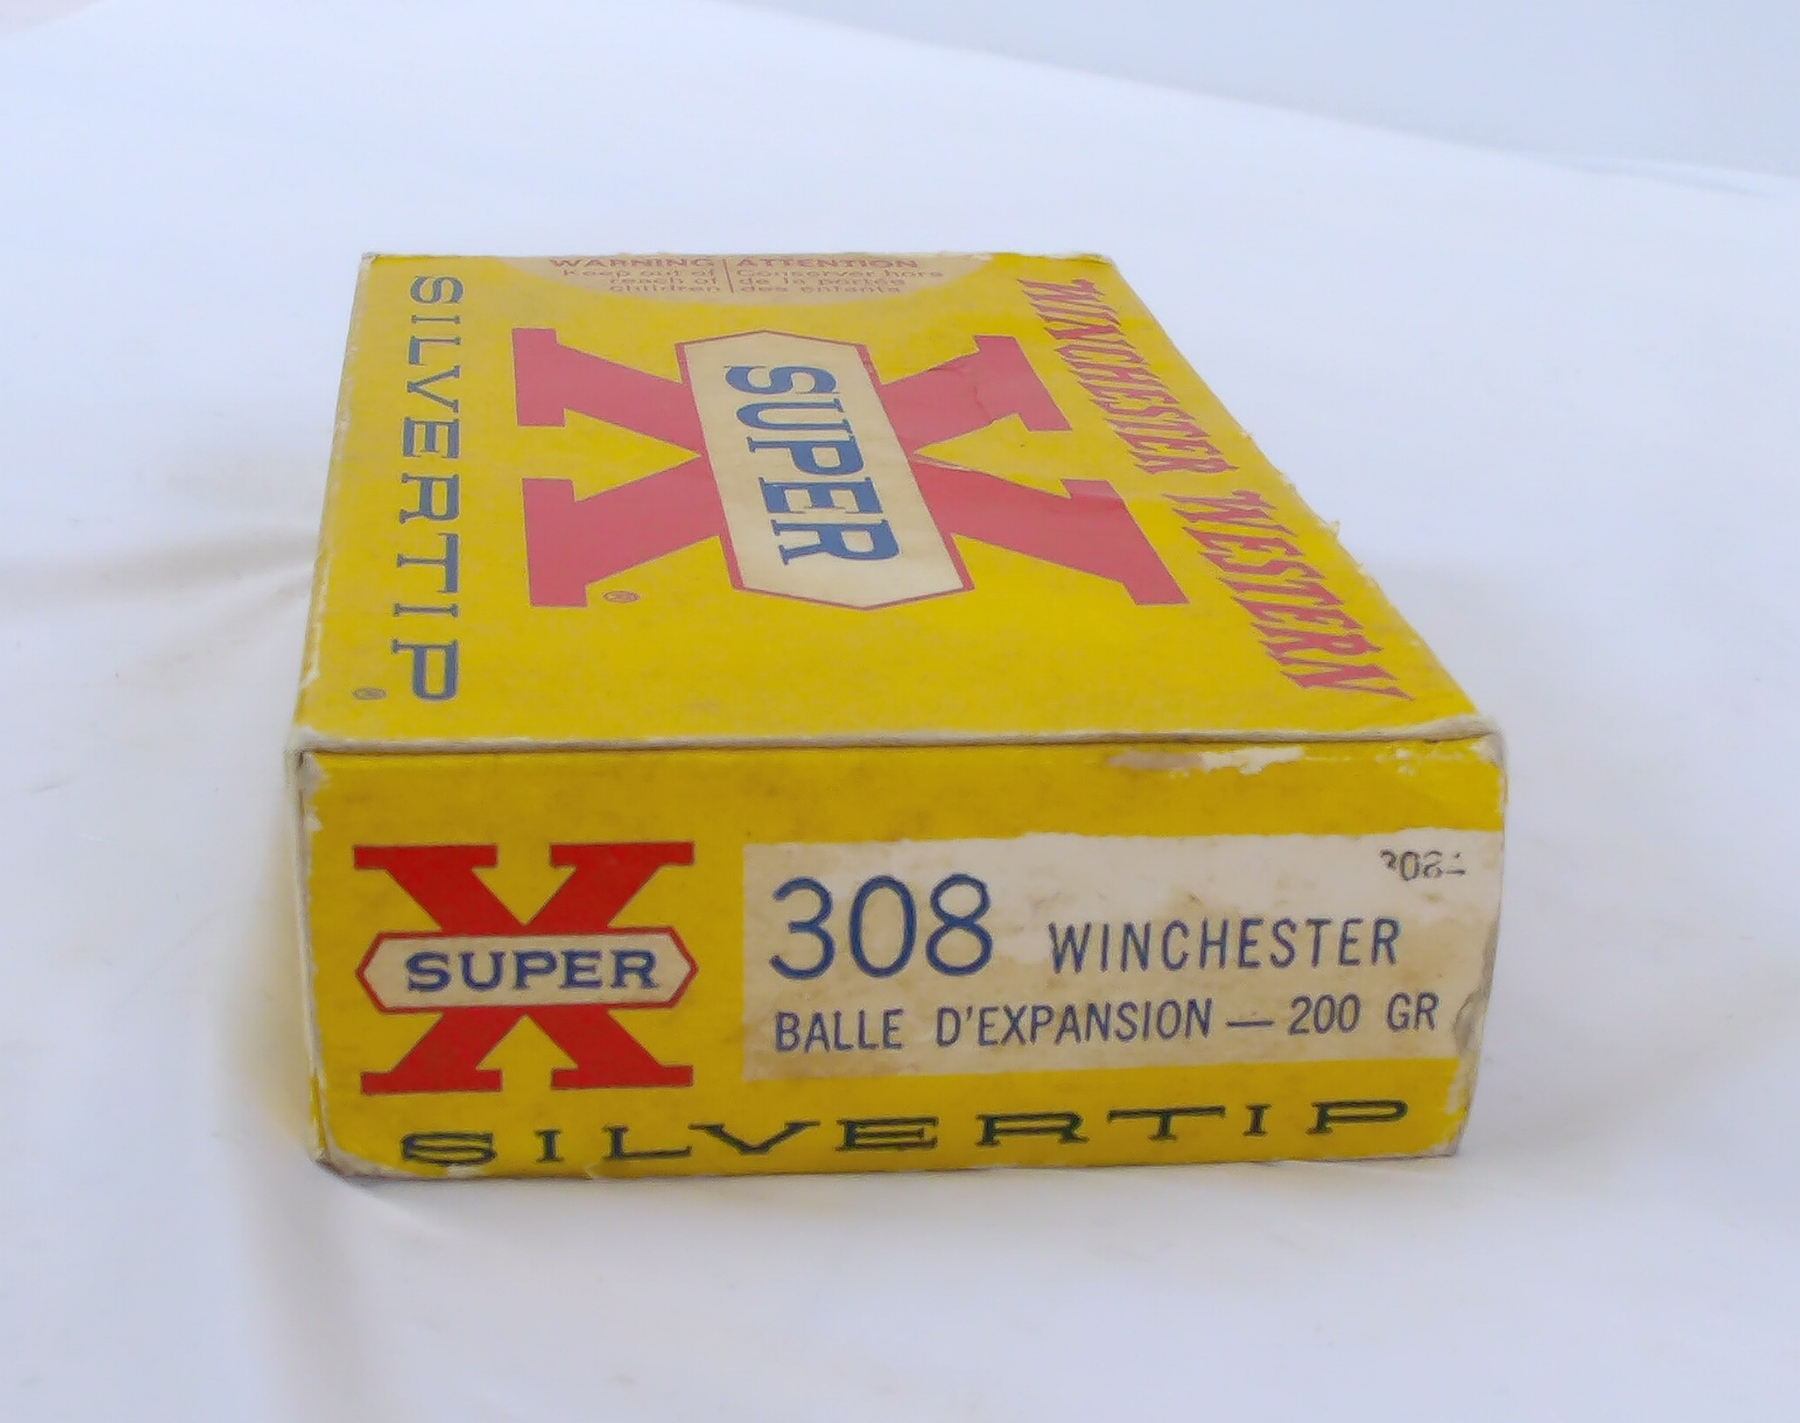 WARNING | ATTENTION
Keep out of | Conserver hors
reach of | de la portée
children | des enfants
SILVERTIP®
X SUPER ®
WINCHESTER WESTERN
X SUPER
308 WINCHESTER
BALLE D'EXPANSION — 200 GR
SILVERTIP